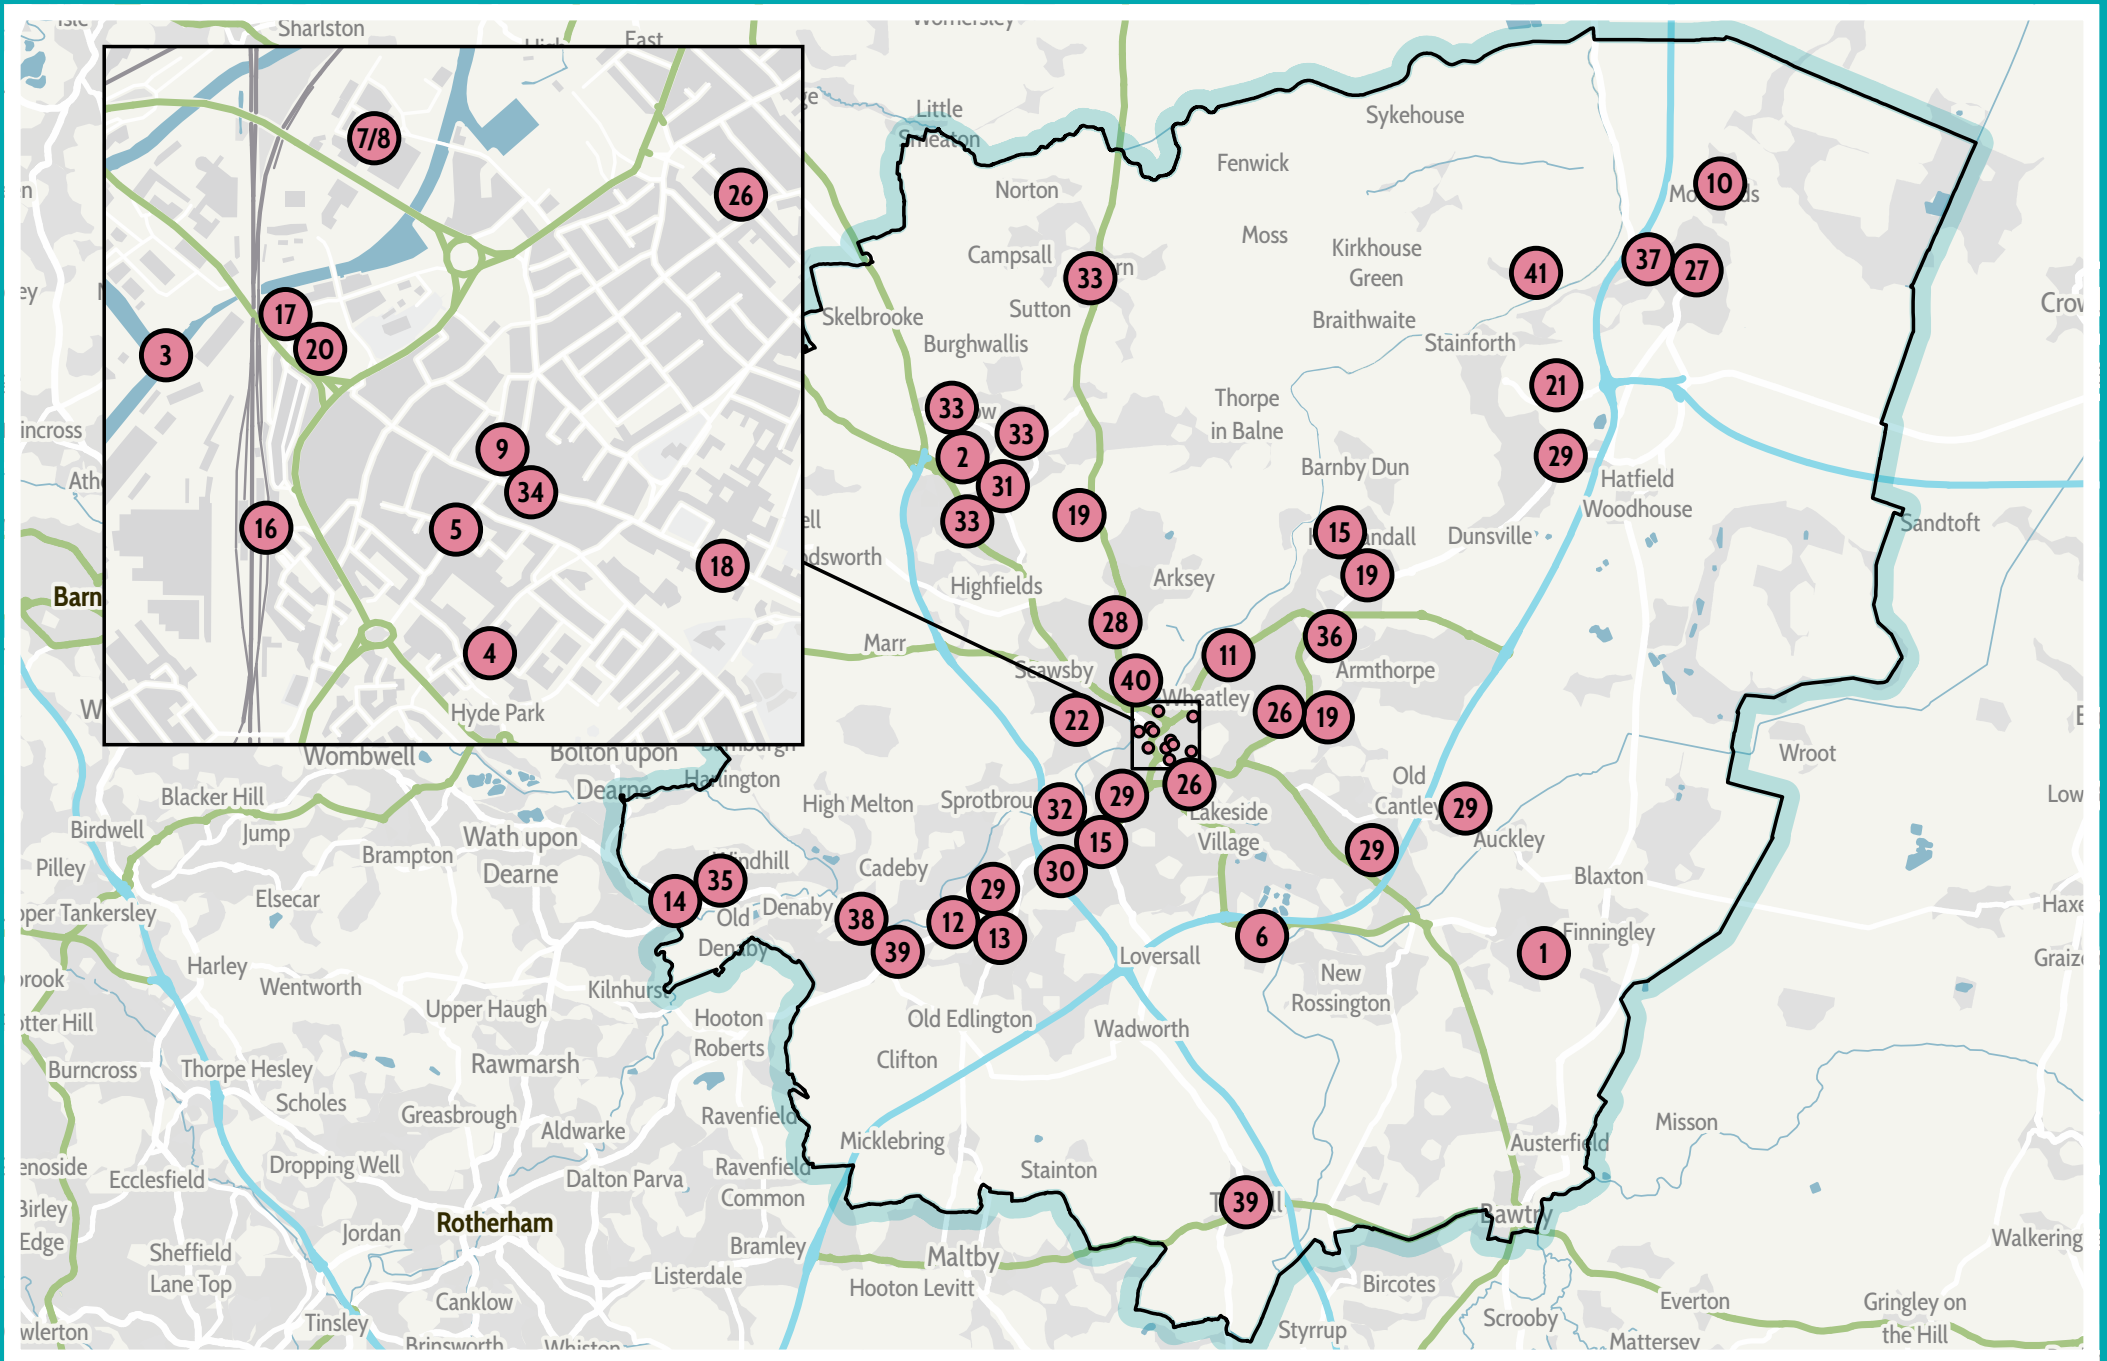 Sharlston
Womersley
East
Little
Smeaton
Sykehouse
Fenwick
7/8
Norton
10
26
Moss
Campsall
Kirkhouse
Green
37
27
41
33
Sutton
Skelbrooke
Braithwaite
17
20
3
Burghwallis
Stainforth
21
Thorpe
in Balne
33
33
2
9
29
31
Barnby Dun
Hatfield
Woodhouse
34
33
19
16
5
15
Dunsville
Sandtoft
18
19
Highfields
Arksey
28
36
Marr
11
Armthorpe
4
Scawsby
40
Wheatley
Hyde Park
22
26
19
Wroot
Wombwell
Bolton upon
Dearne
Harlington
26
Old
Cantley
29
High Melton
29
32
Blacker Hill
Lakeside
Village
Birdwell
Jump
Wath upon
Dearne
15
Auckley
Brampton
29
Pilley
Cadeby
30
35
Blaxton
Elsecar
14
29
Old
Denaby
Denaby
38
12
13
6
Finningley
1
39
Loversall
Harley
Wentworth
Kilnhurst
New
Rossington
Upper Haugh
Hooton
Roberts
Old Edlington
Wadworth
Burncross
Thorpe Hesley
Rawmarsh
Clifton
Scholes
Greasbrough
Ravenfield
Aldwarke
Micklebring
Misson
Austerfield
Dropping Well
Ecclesfield
Dalton Parva
Ravenfield
Common
Stainton
39
Birley
Edge
Rotherham
Bawtry
Jordan
Sheffield
Lane Top
Bramley
Maltby
Listerdale
Hooton Levitt
Bircotes
Canklow
Everton
Gringley on
the Hill
Tinsley
Scrooby
Styrrup
Mattersey
Brinsworth
Whiston